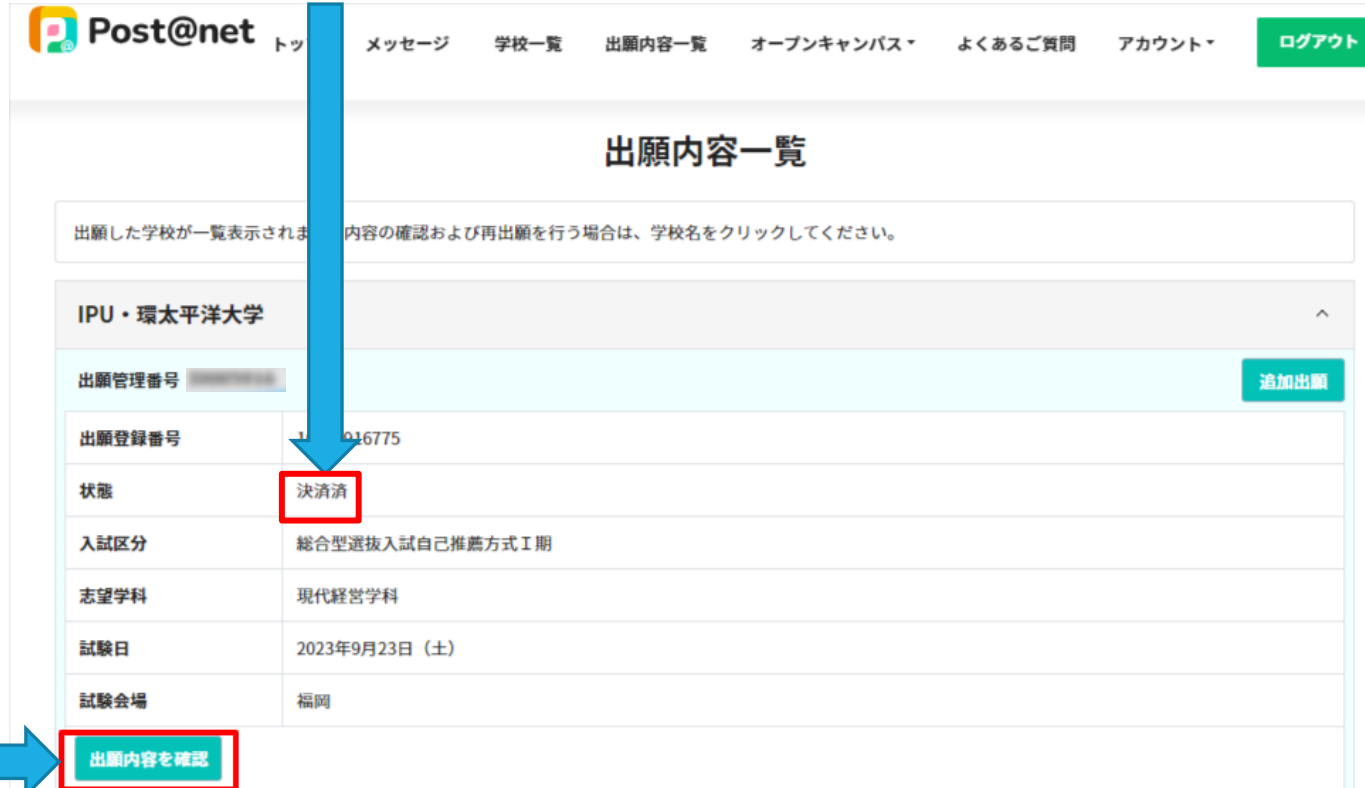 Post@net
トッ メッセージ 学校一覧 出願内容一覧 オープンキャンパス よくあるご質問 アカウント ログアウト
出願内容一覧
出願した学校が一覧表示されま 内容の確認および再出願を行う場合は、学校名をクリックしてください。
IPU・環太平洋大学
出願管理番号 追加出願
出願登録番号 16775
状態 決済済
入試区分 総合型選抜入試自己推薦方式Ⅰ期
志望学科 現代経営学科
試験日 2023年9月23日（土）
試験会場 福岡
出願内容を確認